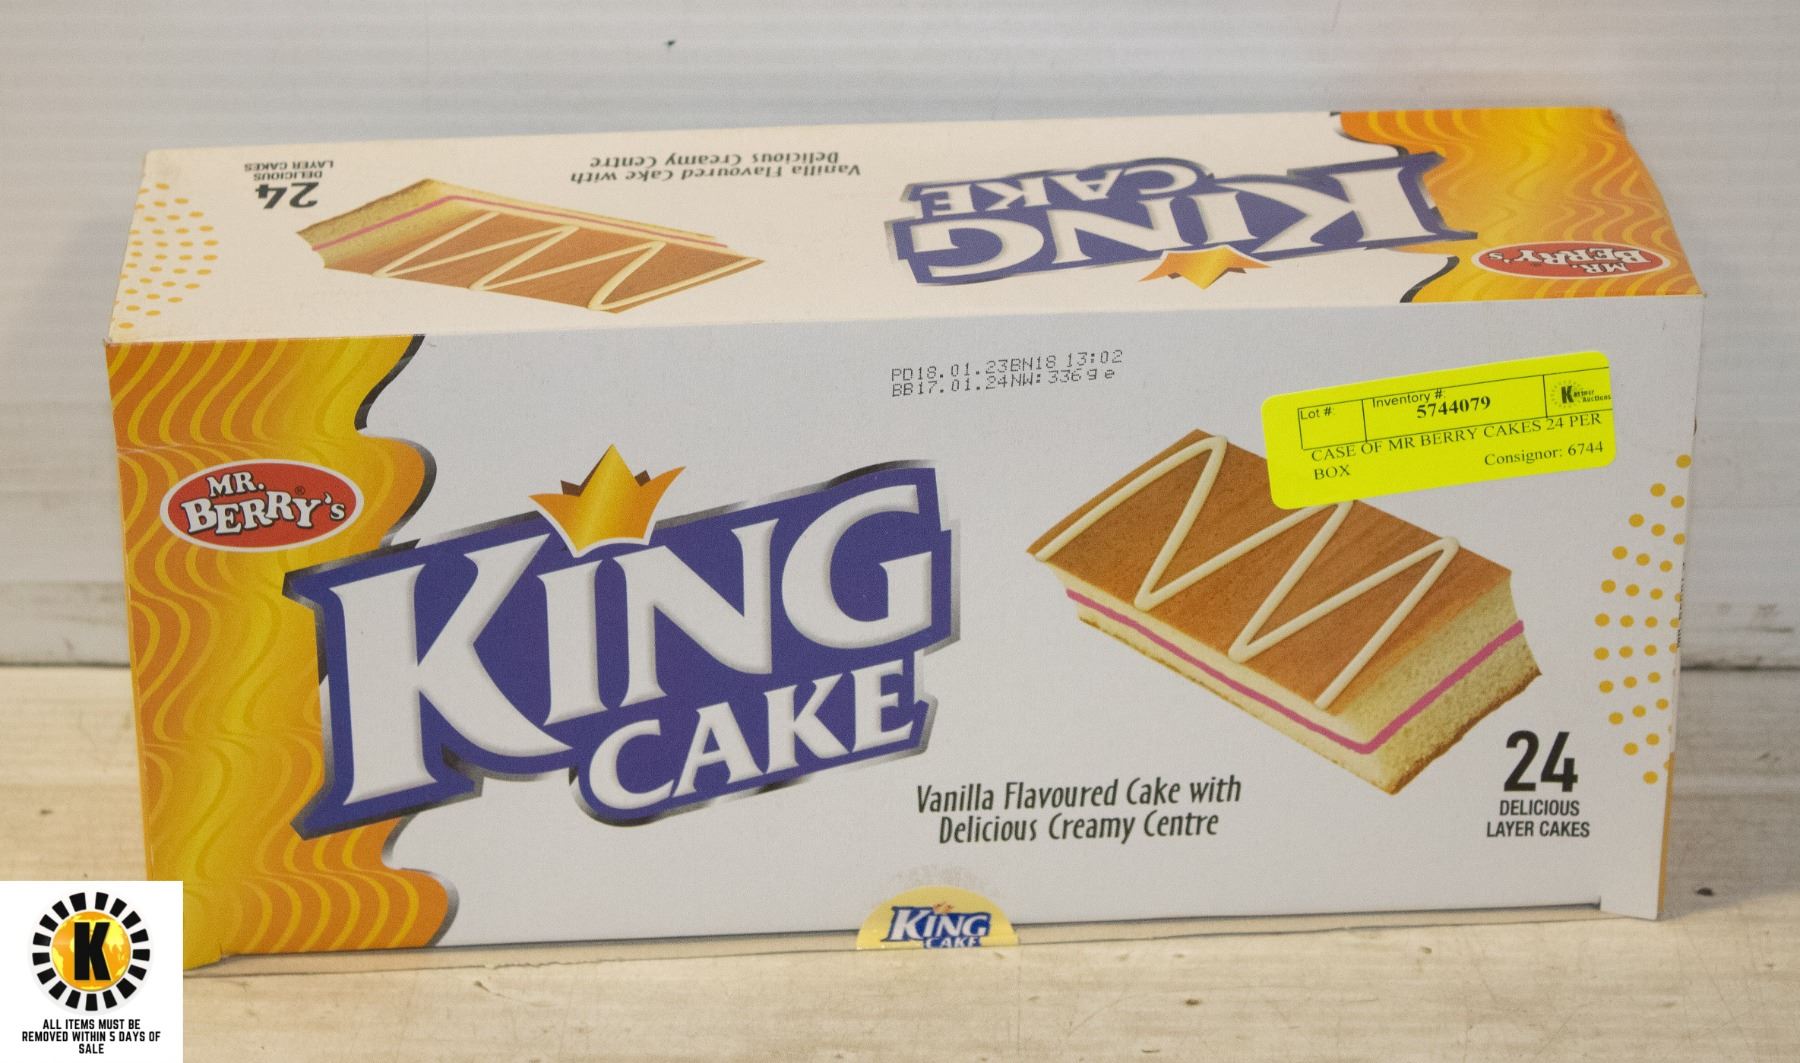 24
DELICIOUS
LAYER CAKES
Vanilla Flavoured Cake with
Delicious Creamy Centre
KING
CAKE
MR.
BERRY's
PD18.01.23BN18 13:02
BB17.01.24NW: 336g e
Lot #:
Inventory #:
5744079
Kastner
Auctions
CASE OF MR BERRY CAKES 24 PER
BOX
Consignor: 6744
MR.
BERRY's®
KING
CAKE
Vanilla Flavoured Cake with
Delicious Creamy Centre
24
DELICIOUS
LAYER CAKES
KING
CAKE
K
ALL ITEMS MUST BE
REMOVED WITHIN 5 DAYS OF
SALE